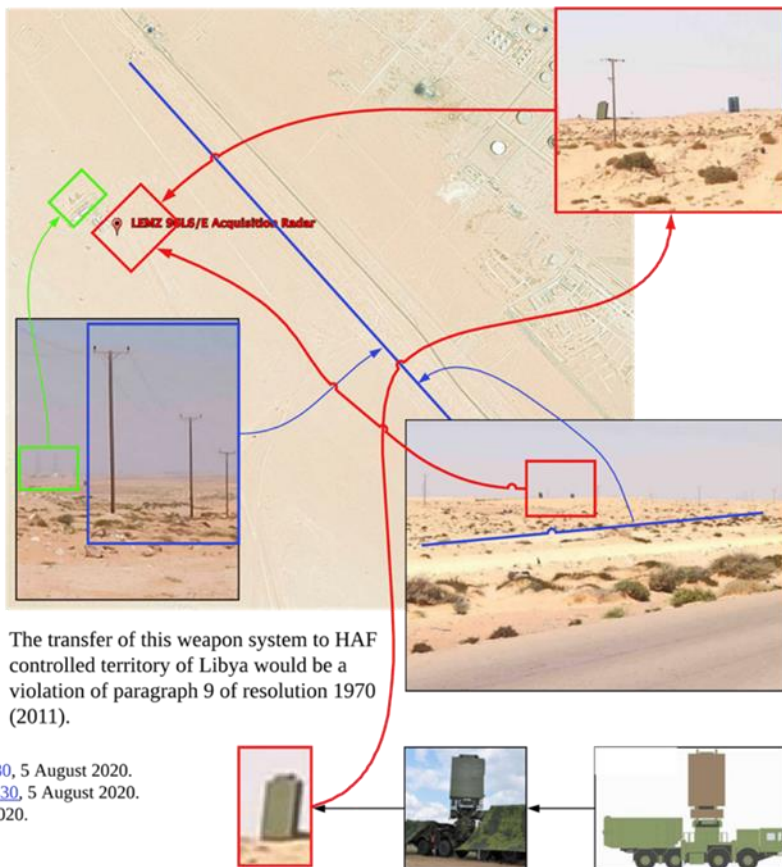 LEMZ 96L6/E Acquisition Radar
The transfer of this weapon system to HAF
controlled territory of Libya would be a
violation of paragraph 9 of resolution 1970
(2011).
30, 5 August 2020.
30, 5 August 2020.
020.